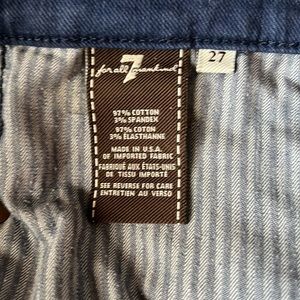 7
for all mankind
27
97% COTTON
3% SPANDEX
97% COTON
3% ÉLASTHANNE
MADE IN U.S.A.
OF IMPORTED FABRIC
FABRIQUÉ AUX ÉTATS-UNIS
DE TISSU IMPORTÉ
SEE REVERSE FOR CARE
ENTRETIEN AU VERSO